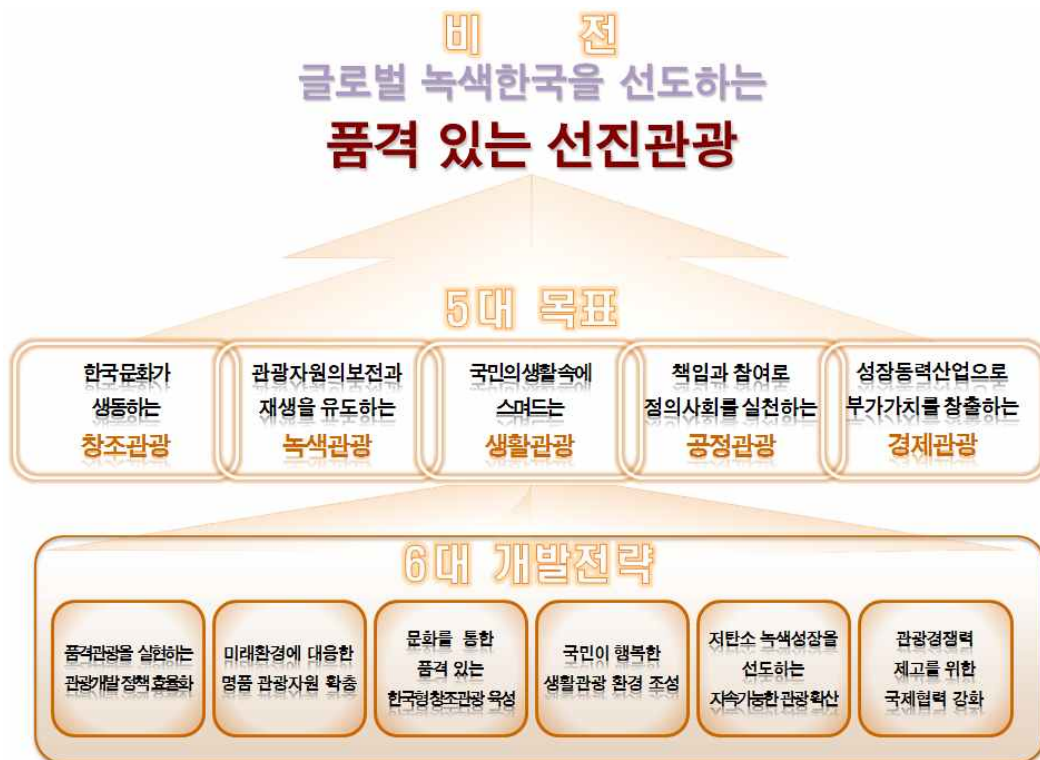 비 전
글로벌 녹색한국을 선도하는
품격 있는 선진관광
5대 목표
한국문화가
생동하는
창조관광
관광자원의보전과
재생을 유도하는
녹색관광
국민의생활속에
스며드는
생활관광
책임과 참여로
정의사회를 실천하는
공정관광
성장동력산업으로
부가가치를 창출하는
경제관광
6대 개발전략
품격관광을 실현하는
관광개발 정책 효율화
미래환경에 대응한
명품 관광자원 확충
문화를 통한
품격 있는
한국형창조관광 육성
국민이 행복한
생활관광 환경 조성
저탄소 녹색성장을
선도하는
지속가능한 관광확산
관광경쟁력
제고를 위한
국제협력 강화